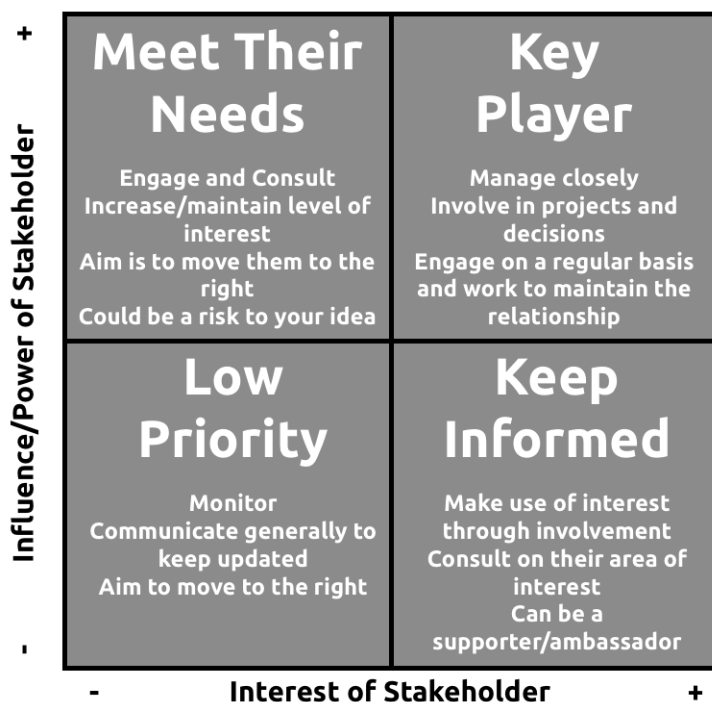 +
Influence/Power of Stakeholder
-
Meet Their
Needs
Engage and Consult
Increase/maintain level of
interest
Aim is to move them to the
right
Could be a risk to your idea
Key
Player
Manage closely
Involve in projects and
decisions
Engage on a regular basis
and work to maintain the
relationship
Low
Priority
Monitor
Communicate generally to
keep updated
Aim to move to the right
Keep
Informed
Make use of interest
through involvement
Consult on their area of
interest
Can be a
supporter/ambassador
-
Interest of Stakeholder
+